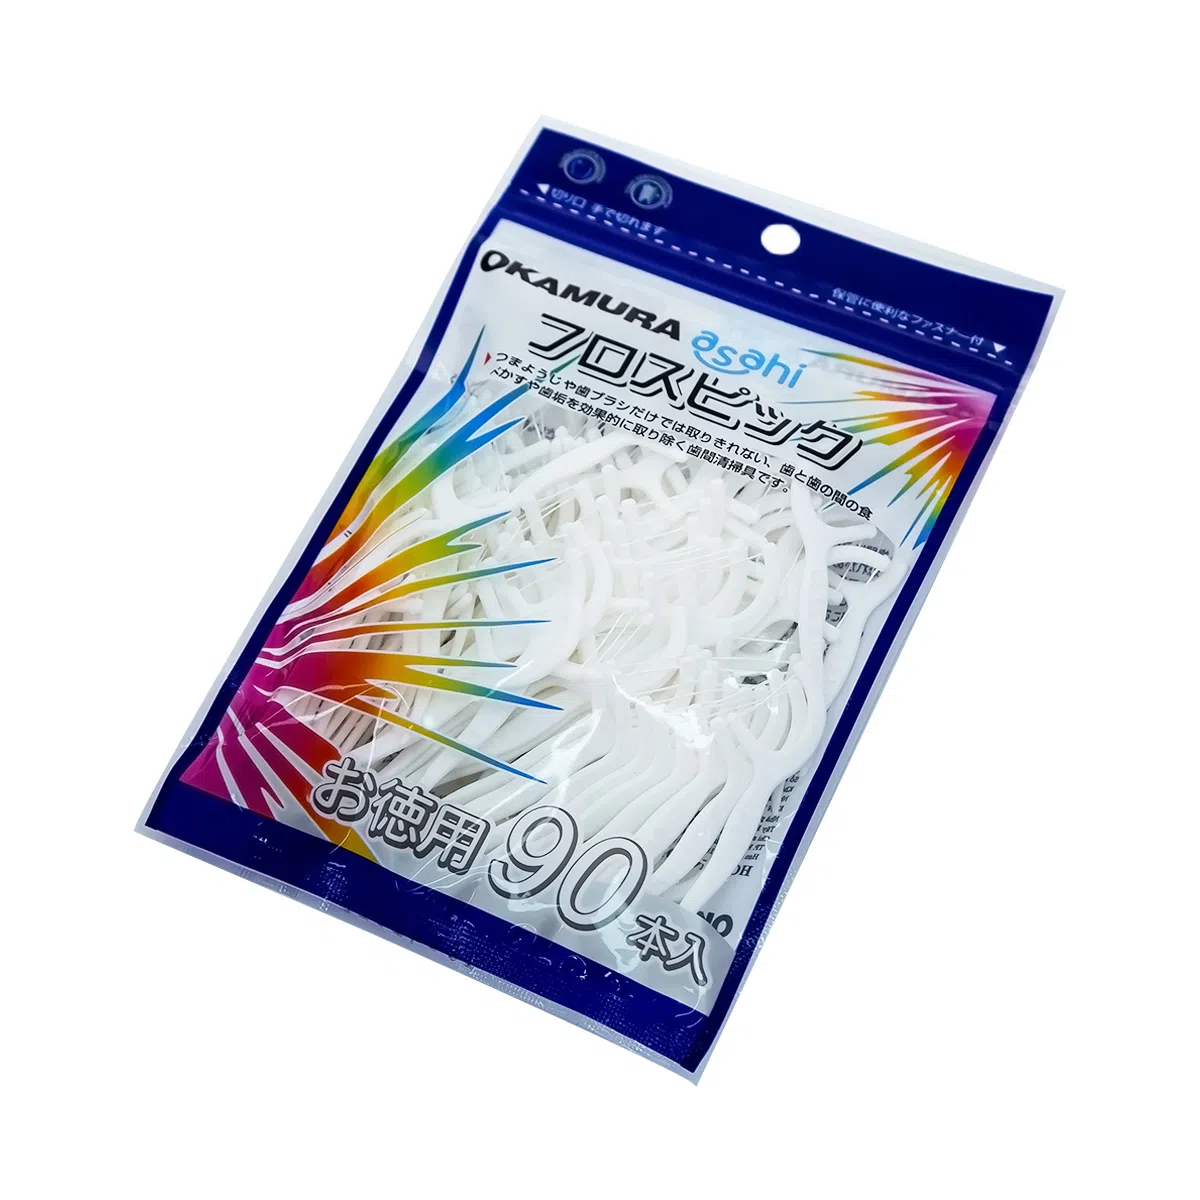 切り口 手で切れます
保管に便利なファスナー付
OKAMURA asahi
フロスピック
つまようじや歯ブラシだけでは取りきれない、歯と歯の間の食
べかすや歯垢を効果的に取り除く歯間清掃具です。
お徳用 90 本入